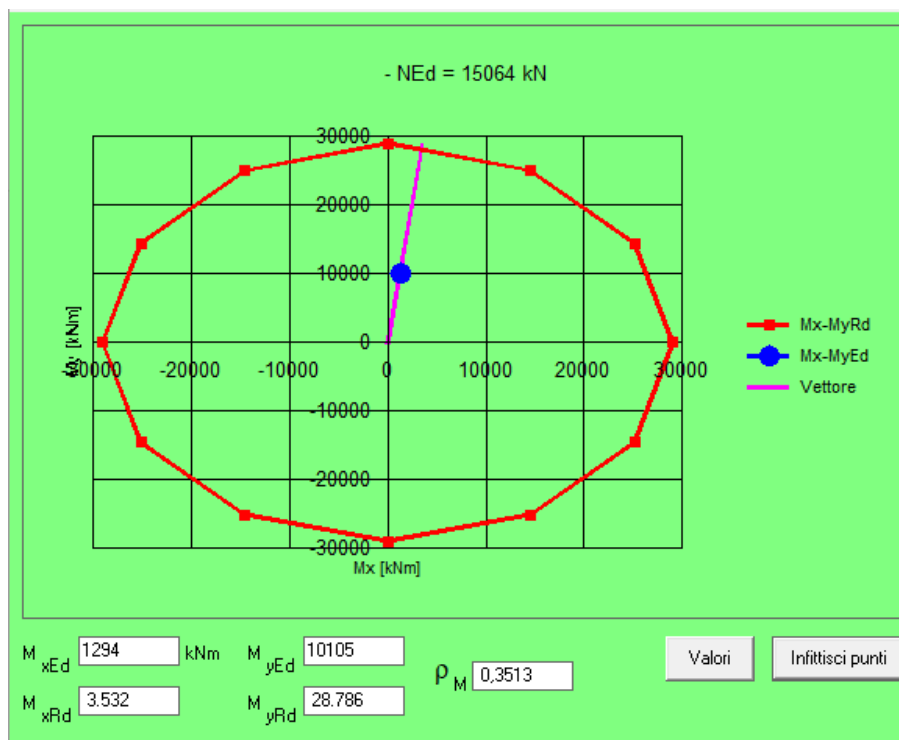 - NEd = 15064 kN
30000
20000
10000
0
-30000 -20000 -10000 0 10000 20000 30000
-10000
-20000
-30000
My [kNm]
Mx [kNm]
Mx-MyRd
Mx-MyEd
Vettore
M xEd 1294 kNm M yEd 10105
M xRd 3.532 M yRd 28.786
ρ M 0,3513
Valori
Infittisci punti